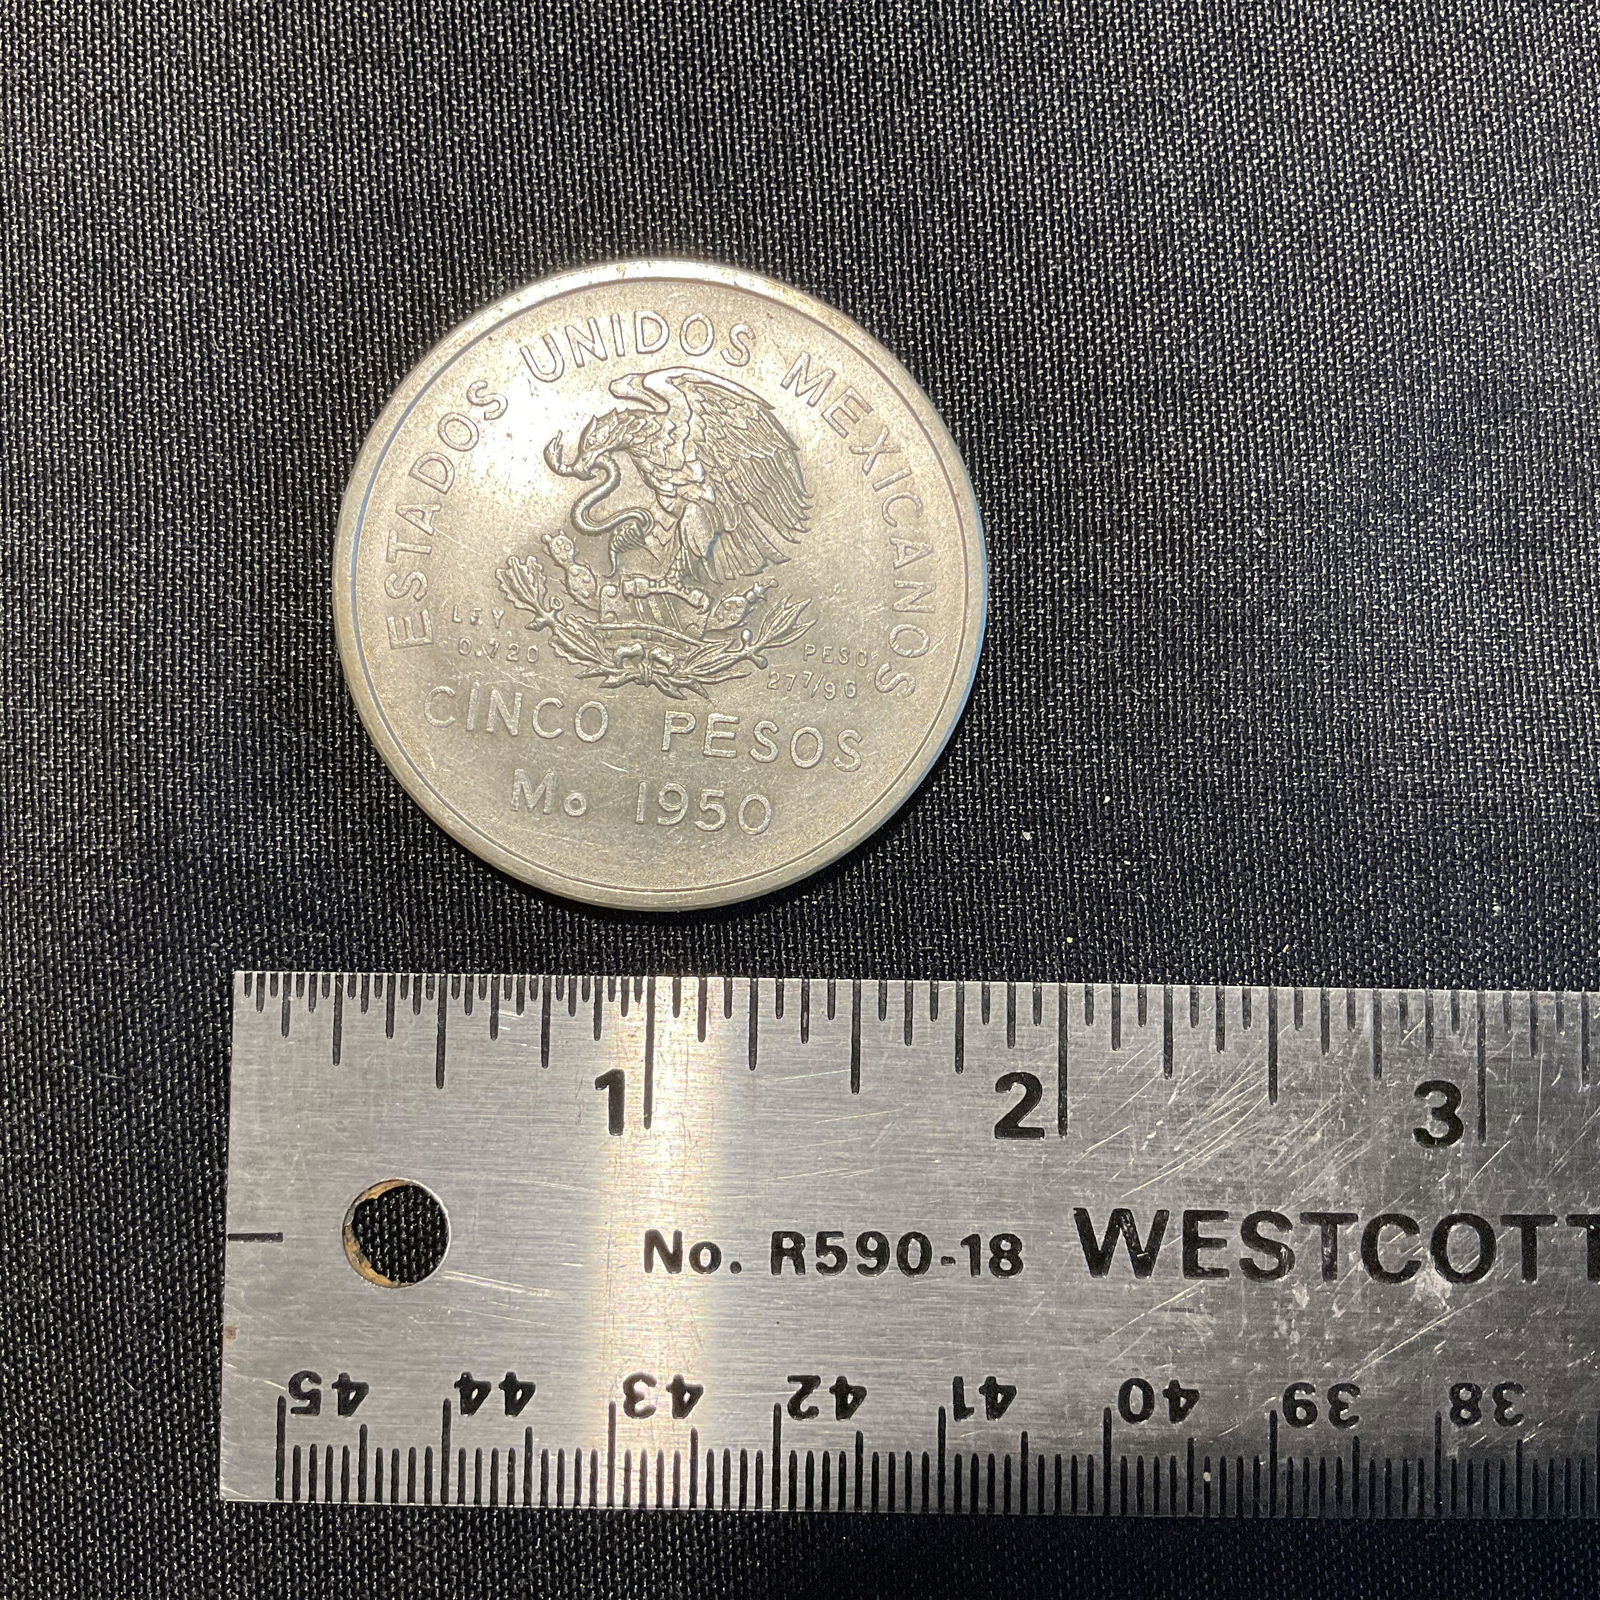 ESTADOS UNIDOS MEXICANOS
LEY
0.720
PESO
27 7/90
CINCO PESOS
Mo 1950
1 2 3
No. R590-18 WESTCOTT
45 44 43 42 41 40 39 38